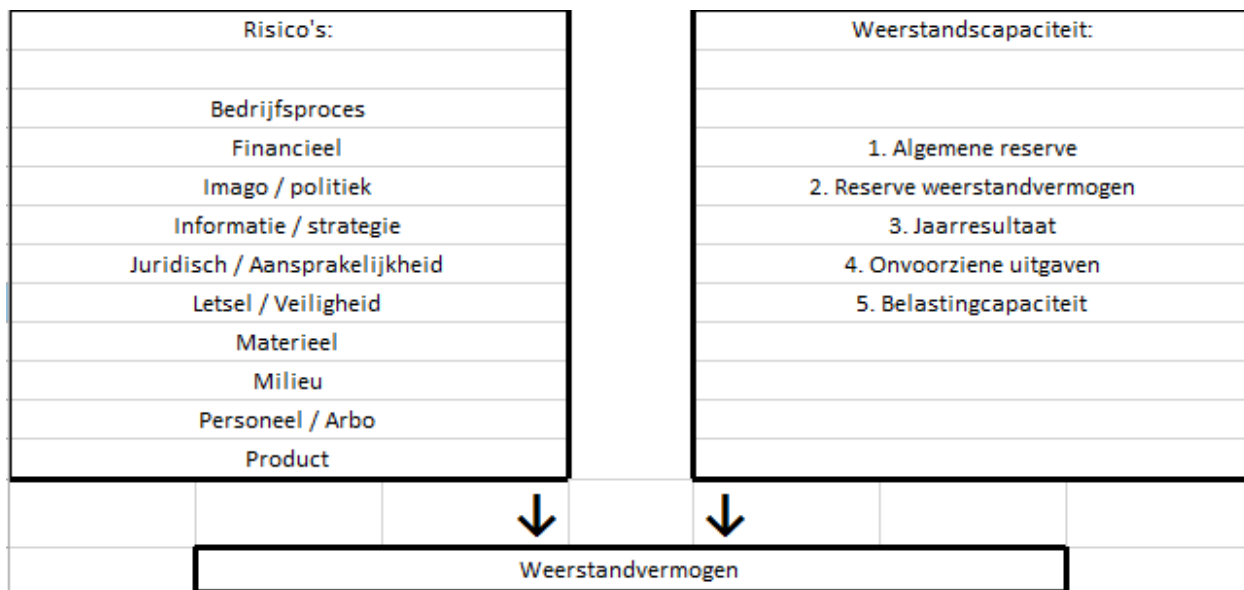 Risico's:
Bedrijfsproces
Financieel
Imago / politiek
Informatie / strategie
Juridisch / Aansprakelijkheid
Letsel / Veiligheid
Materieel
Milieu
Personeel / Arbo
Product
Weerstandscapaciteit:
1. Algemene reserve
2. Reserve weerstandvermogen
3. Jaarresultaat
4. Onvoorziene uitgaven
5. Belastingcapaciteit
Weerstandvermogen